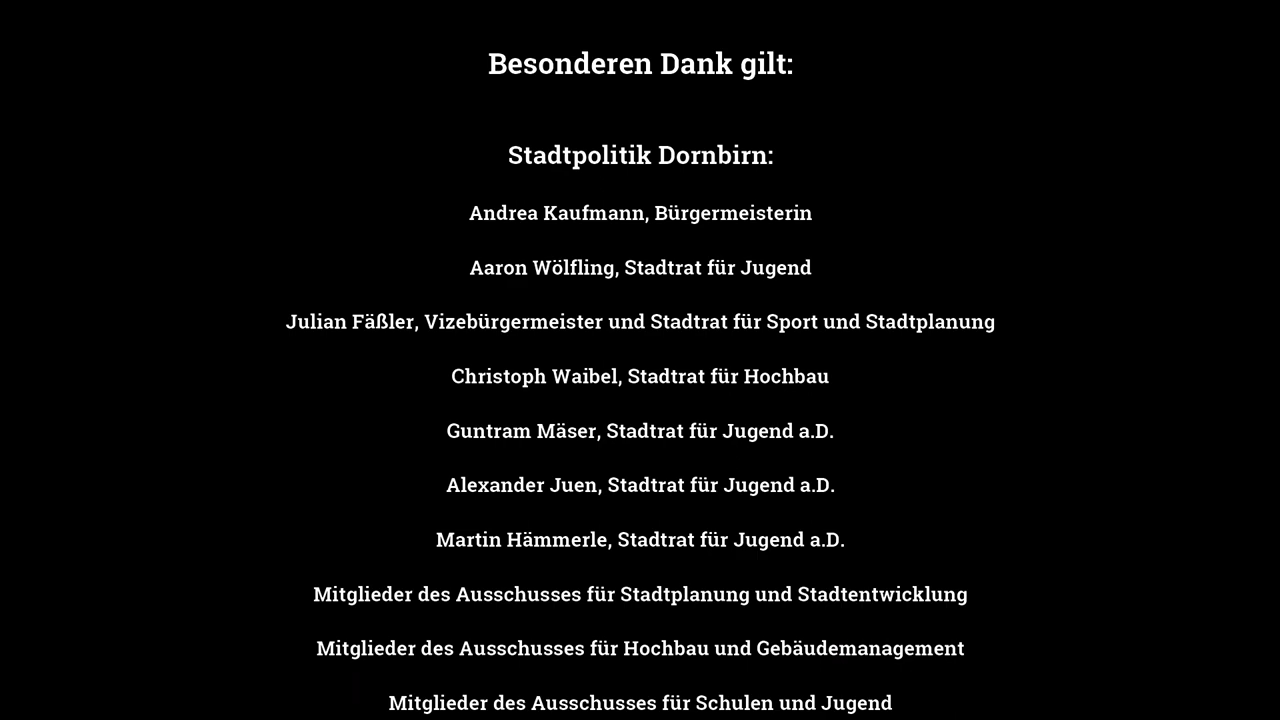 Besonderen Dank gilt:
Stadtpolitik Dornbirn:
Andrea Kaufmann, Bürgermeisterin
Aaron Wölfling, Stadtrat für Jugend
Julian Fäßler, Vizebürgermeister und Stadtrat für Sport und Stadtplanung
Christoph Waibel, Stadtrat für Hochbau
Guntram Mäser, Stadtrat für Jugend a.D.
Alexander Juen, Stadtrat für Jugend a.D.
Martin Hämmerle, Stadtrat für Jugend a.D.
Mitglieder des Ausschusses für Stadtplanung und Stadtentwicklung
Mitglieder des Ausschusses für Hochbau und Gebäudemanagement
Mitglieder des Ausschusses für Schulen und Jugend